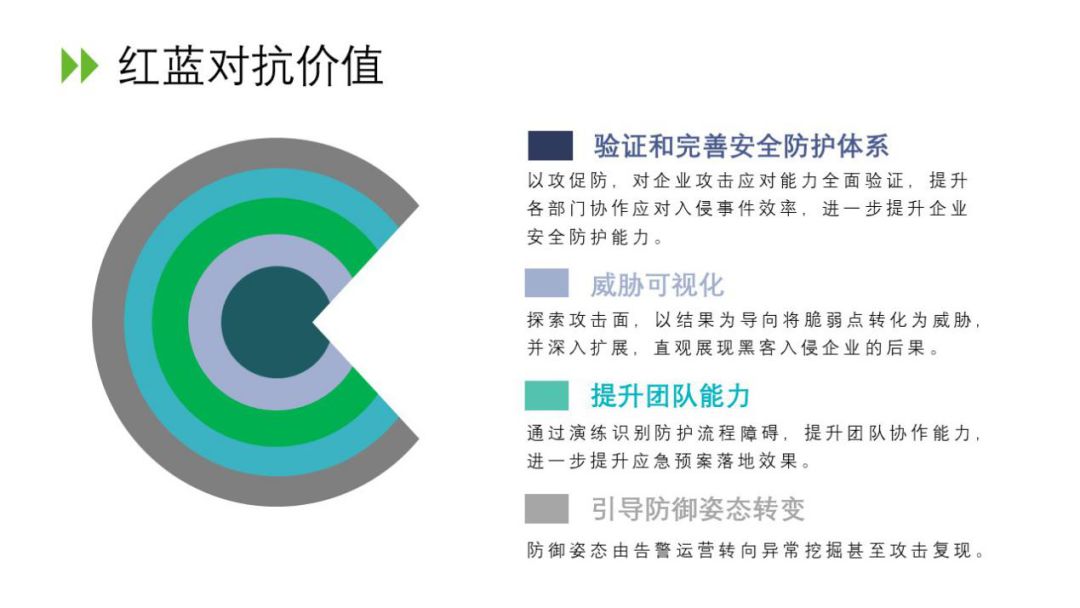 红蓝对抗价值
验证和完善安全防护体系
以攻促防，对企业攻击应对能力全面验证，提升
各部门协作应对入侵事件效率，进一步提升企业
安全防护能力。
威胁可视化
探索攻击面，以结果为导向将脆弱点转化为威胁，
并深入扩展，直观展现黑客入侵企业的后果。
提升团队能力
通过演练识别防护流程障碍，提升团队协作能力，
进一步提升应急预案落地效果。
引导防御姿态转变
防御姿态由告警运营转向异常挖掘甚至攻击复现。